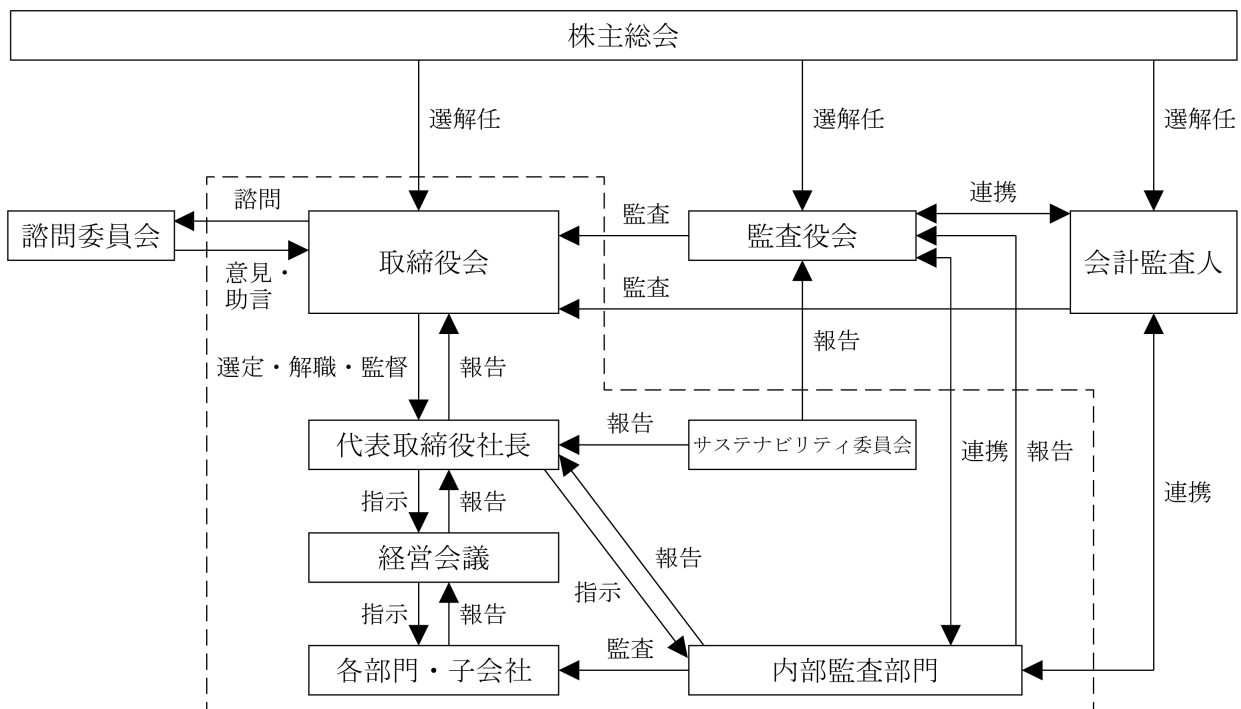 株主総会
選解任
選解任
選解任
諮問
監査
連携
諮問委員会
取締役会
監査役会
会計監査人
意見・
助言
監査
選定・解職・監督
報告
報告
代表取締役社長
報告
サステナビリティ委員会
連携
報告
指示
報告
連携
経営会議
報告
指示
指示
報告
監査
各部門・子会社
内部監査部門